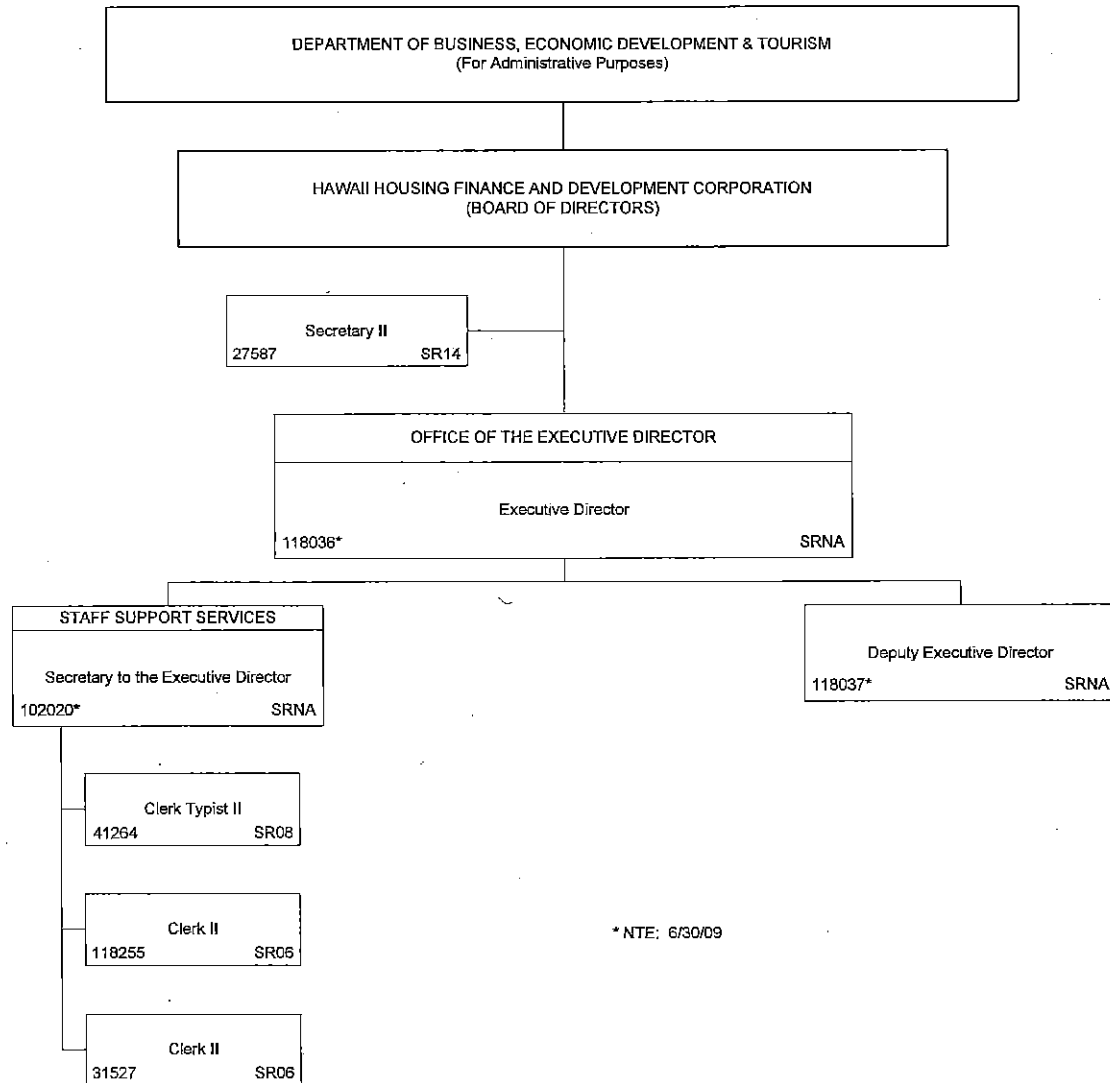 DEPARTMENT OF BUSINESS, ECONOMIC DEVELOPMENT & TOURISM
(For Administrative Purposes)
HAWAII HOUSING FINANCE AND DEVELOPMENT CORPORATION
(BOARD OF DIRECTORS)
Secretary II
27587 SR14
OFFICE OF THE EXECUTIVE DIRECTOR
Executive Director
118036* SRNA
STAFF SUPPORT SERVICES
Secretary to the Executive Director
102020* SRNA
Deputy Executive Director
118037* SRNA
Clerk Typist II
41264 SR08
Clerk II
118255 SR06
* NTE: 6/30/09
Clerk II
31527 SR06